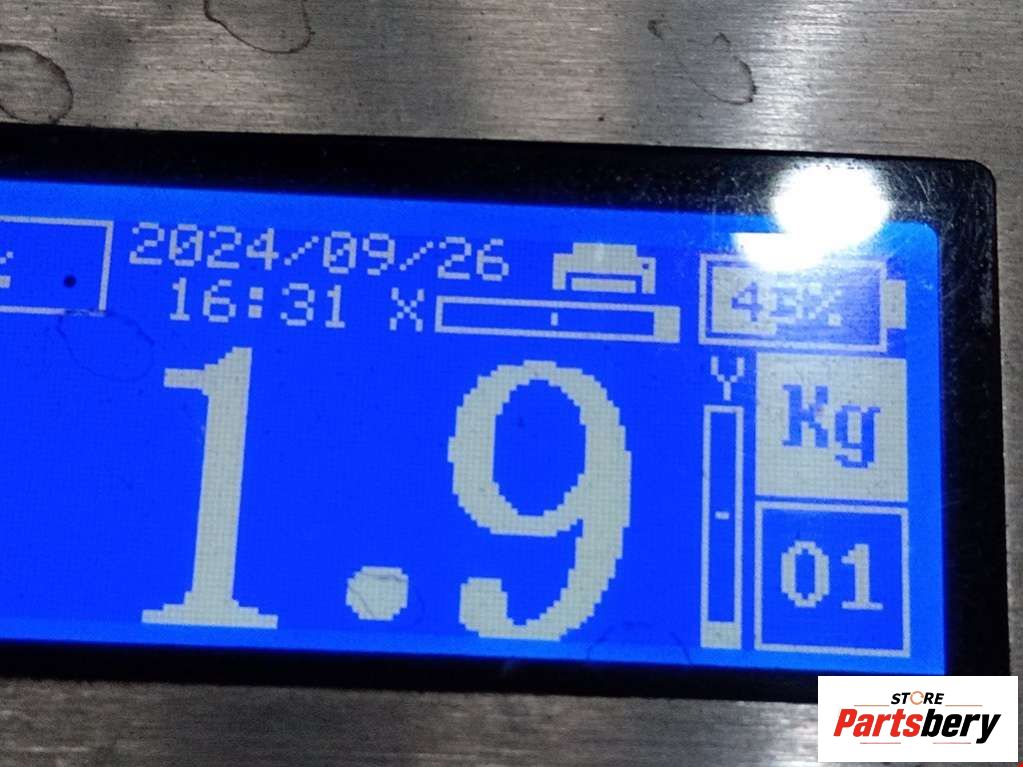 2024/09/26
16:31 X
1.9
Y
Kg
01
STORE
Partsbery